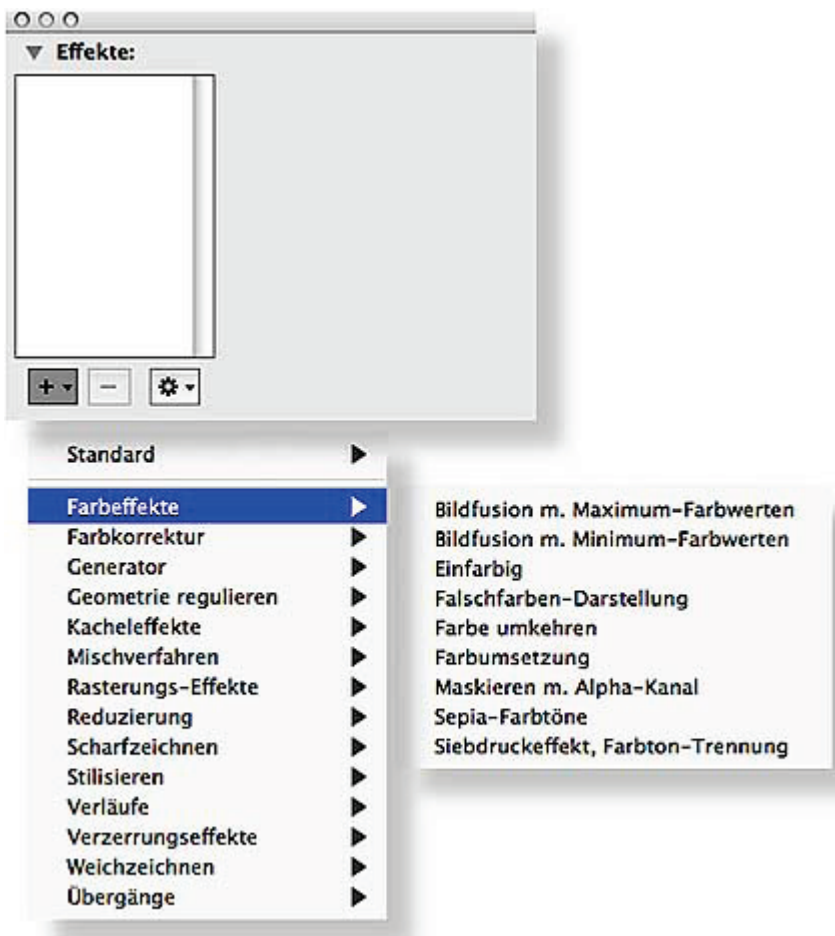 Effekte:
Standard
Farbeffekte
Farbkorrektur
Generator
Geometrie regulieren
Kacheleffekte
Mischverfahren
Rasterungs-Effekte
Reduzierung
Scharfzeichnen
Stilisieren
Verläufe
Verzerrungseffekte
Weichzeichnen
Übergänge
Bildfusion m. Maximum-Farbwerten
Bildfusion m. Minimum-Farbwerten
Einfarbig
Falschfarben-Darstellung
Farbe umkehren
Farbumsetzung
Maskieren m. Alpha-Kanal
Sepia-Farbtöne
Siebdruckeffekt, Farbton-Trennung